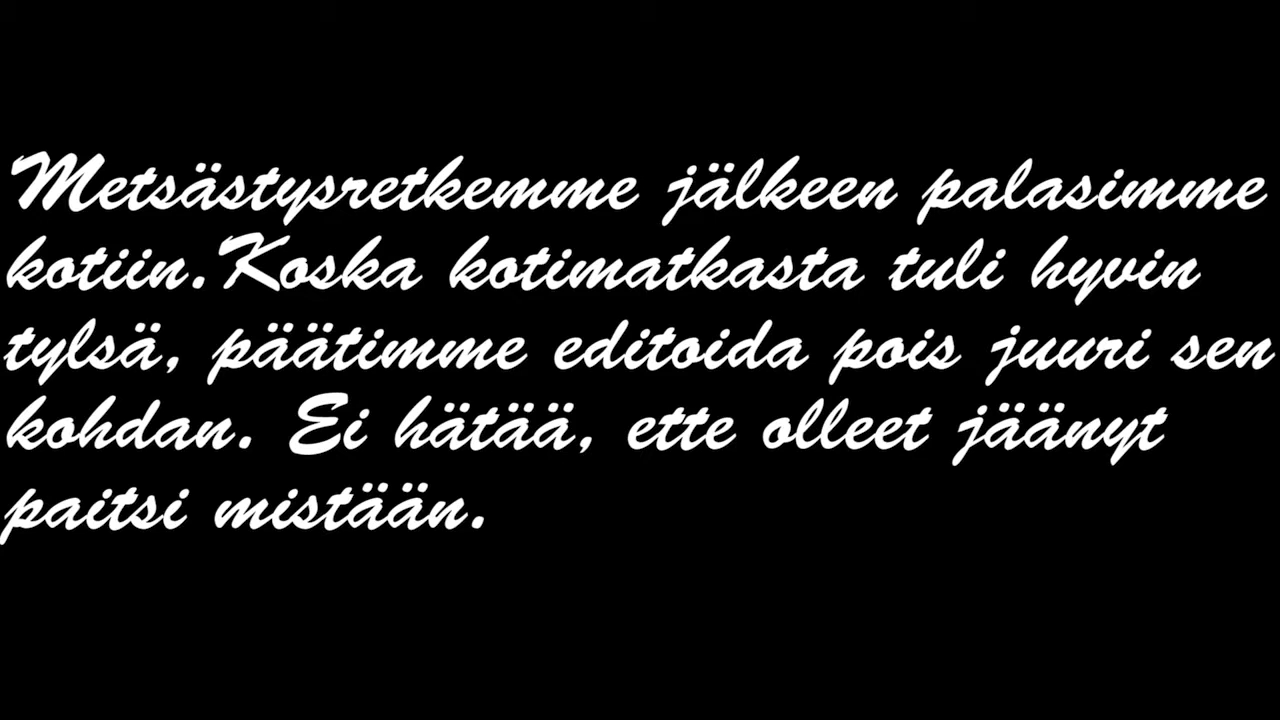 Metsästysretkemme jälkeen palasimme
kotiin.Koska kotimatkasta tuli hyvin
tylsä, päätimme editoida pois juuri sen
kohdan. Ei hätää, ette olleet jäänyt
paitsi mistään.